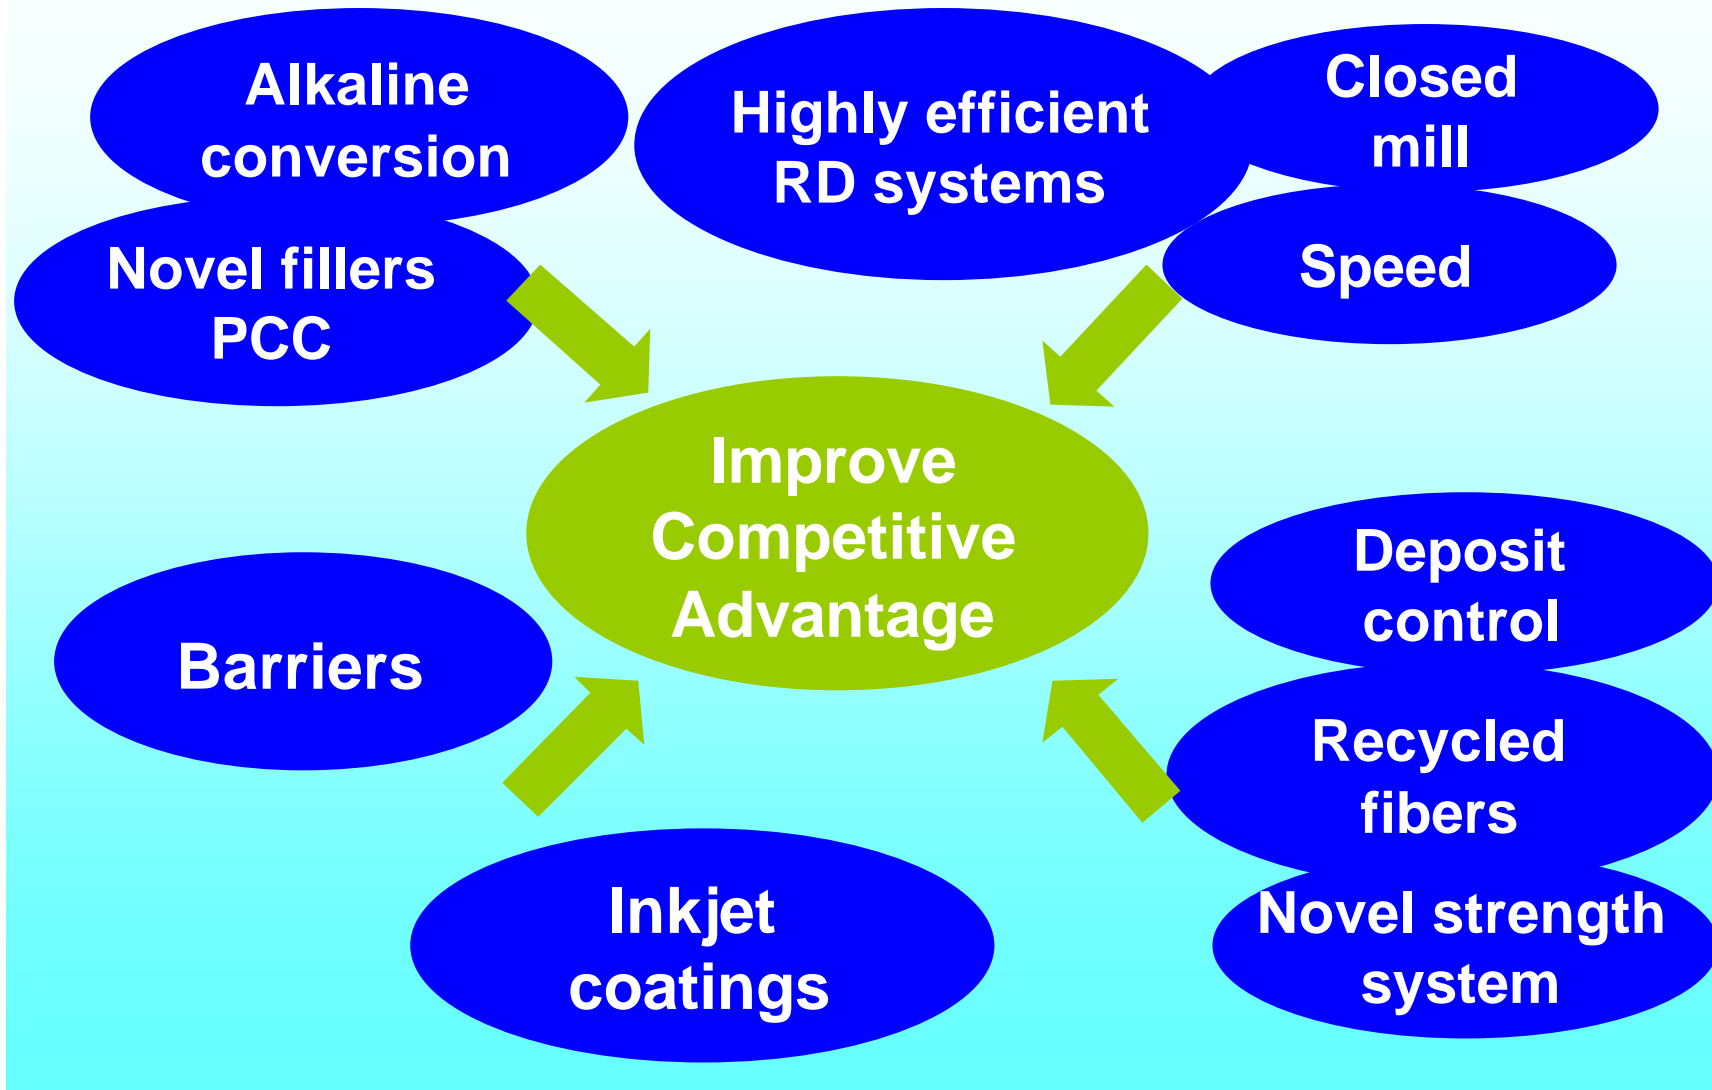 Alkaline
conversion
Novel fillers
PCC
Highly efficient
RD systems
Closed
mill
Speed
Improve
Competitive
Advantage
Barriers
Inkjet
coatings
Deposit
control
Recycled
fibers
Novel strength
system